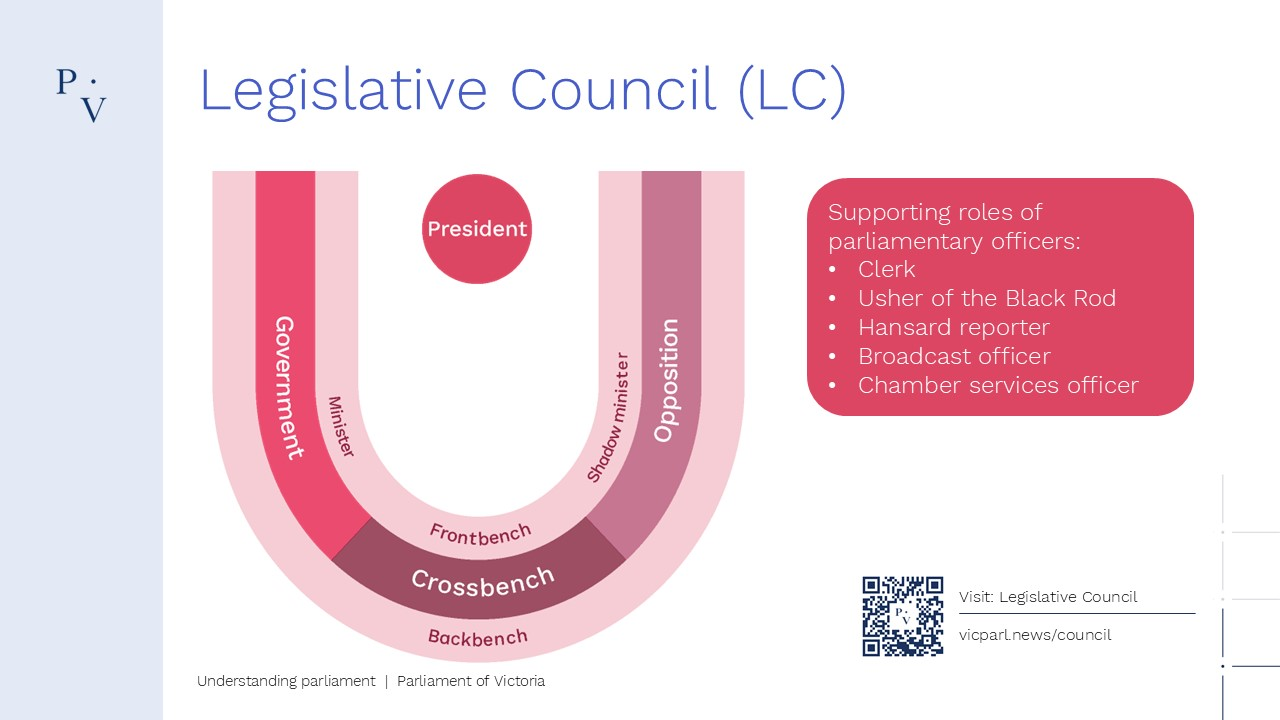 P .
V
Legislative Council (LC)
President
Government
Minister
Shadow minister
Opposition
Frontbench
Crossbench
Backbench
Supporting roles of
parliamentary officers:
• Clerk
• Usher of the Black Rod
• Hansard reporter
• Broadcast officer
• Chamber services officer
P .
V
Visit: Legislative Council
vicparl.news/council
Understanding parliament | Parliament of Victoria